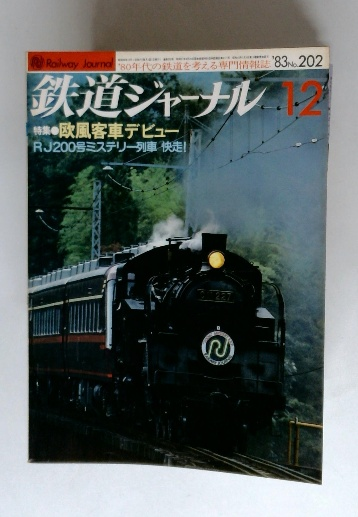 Railway Journal
'80年代の鉄道を考える専門情報誌 '83 No.202
鉄道ジャーナル 12
特集●欧風客車デビュー
RJ200号ミステリー列車 快走!